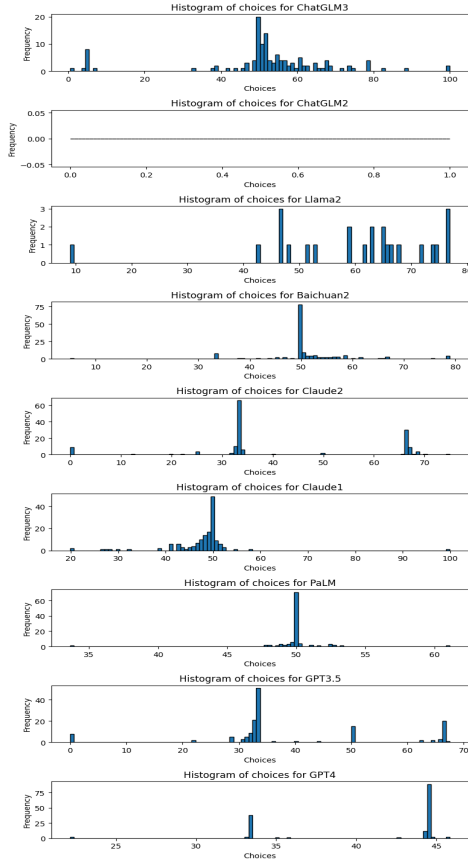 Histogram of choices for ChatGLM3
20
10
0
Frequency
0 20 40 60 80 100
Choices
Histogram of choices for ChatGLM2
0.05
0.00
−0.05
Frequency
0.0 0.2 0.4 0.6 0.8 1.0
Choices
Histogram of choices for Llama2
3
2
1
0
Frequency
10 20 30 40 50 60 70 80
Choices
Histogram of choices for Baichuan2
75
50
25
0
Frequency
10 20 30 40 50 60 70 80
Choices
Histogram of choices for Claude2
60
40
20
0
Frequency
0 10 20 30 40 50 60 70
Choices
Histogram of choices for Claude1
40
20
0
Frequency
20 30 40 50 60 70 80 90 100
Choices
Histogram of choices for PaLM
60
40
20
0
Frequency
35 40 45 50 55 60
Choices
Histogram of choices for GPT3.5
40
20
0
Frequency
0 10 20 30 40 50 60 70
Choices
Histogram of choices for GPT4
75
50
25
0
Frequency
25 30 35 40 45
Choices